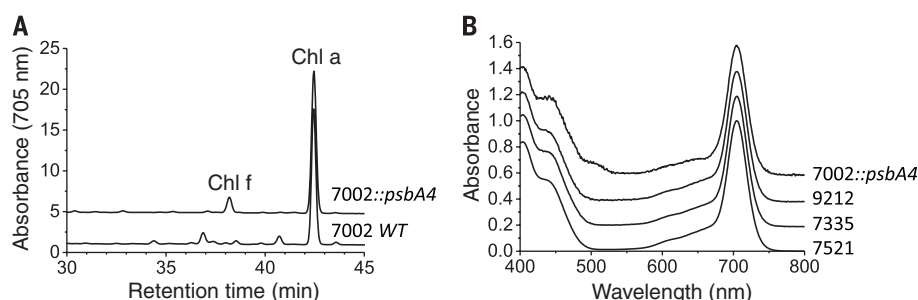 A
Absorbance (705 nm)
25
20
15
10
5
0
Chl a
Chl f
7002::psbA4
7002 WT
30
35
40
45
Retention time (min)
B
Absorbance
1.6
1.4
1.2
1.0
0.8
0.6
0.4
0.2
0.0
7002::psbA4
9212
7335
7521
400
500
600
700
800
Wavelength (nm)